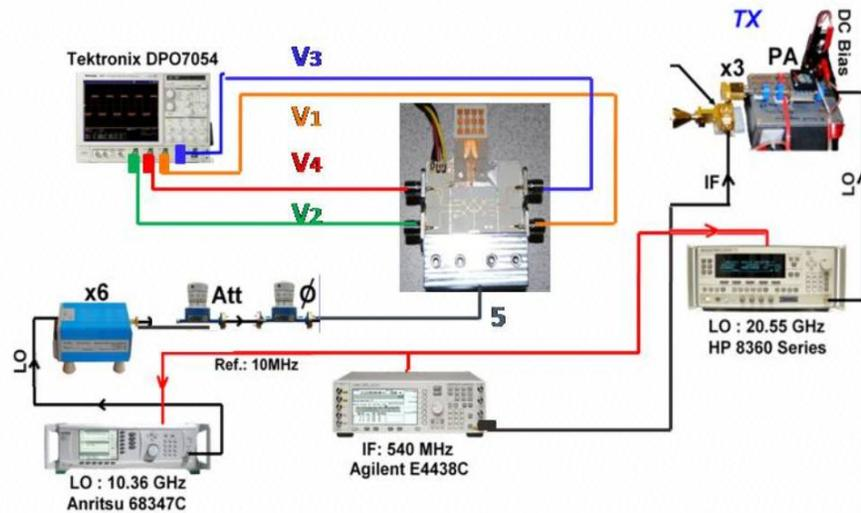 TX
DC Bias
Tektronix DPO7054
V3
PA
x3
V1
V4
IF
LO
V2
x6
Att
Ø
5
LO : 20.55 GHz
HP 8360 Series
LO
Ref.: 10MHz
IF: 540 MHz
Agilent E4438C
LO : 10.36 GHz
Anritsu 68347C